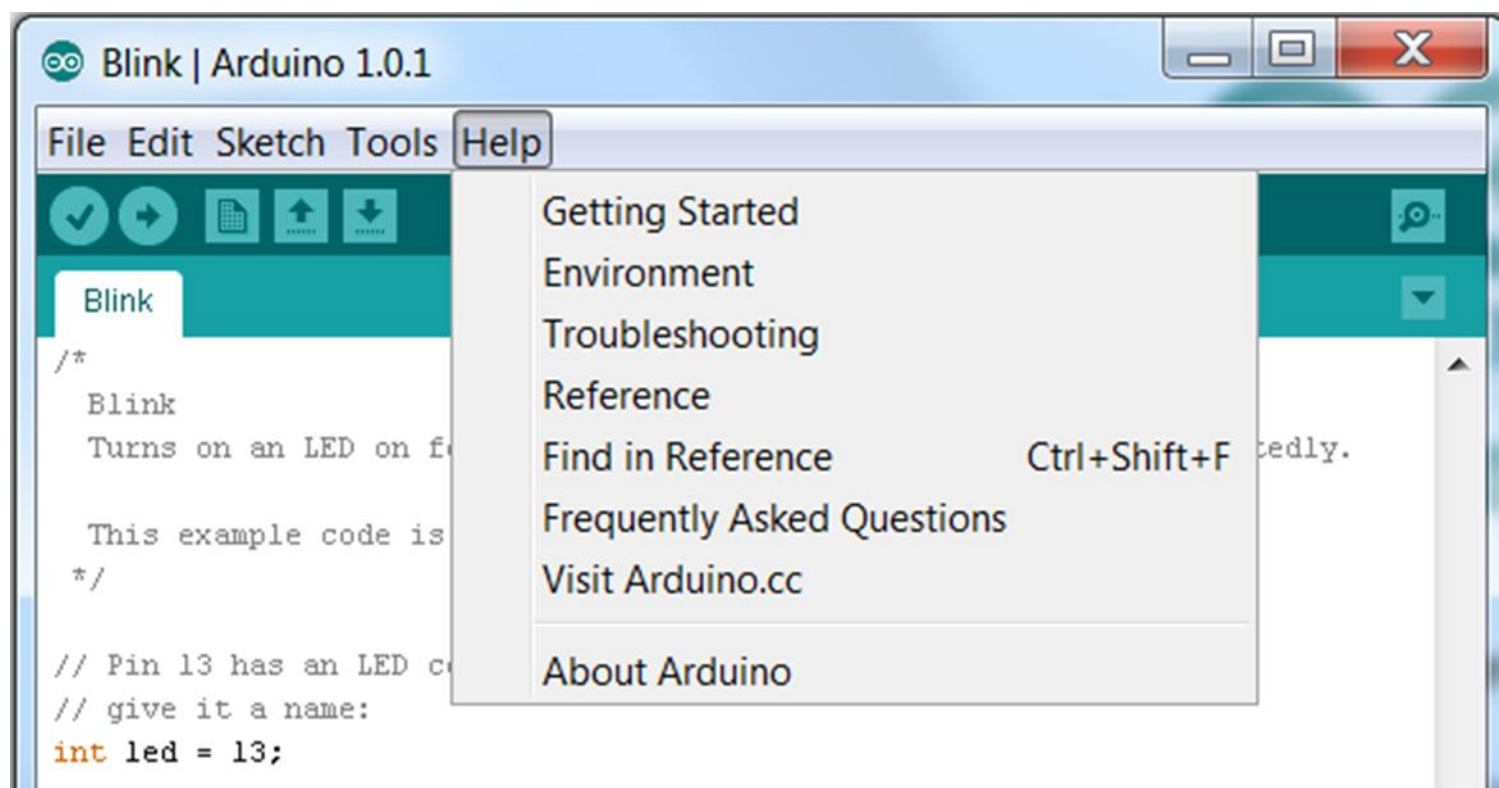 Blink | Arduino 1.0.1
File Edit Sketch Tools Help
Getting Started
Environment
Troubleshooting
Reference
Find in Reference Ctrl+Shift+F
Frequently Asked Questions
Visit Arduino.cc
About Arduino
Blink
/*
Blink
Turns on an LED on f tedly.
This example code is
*/
// Pin 13 has an LED c
// give it a name:
int led = 13;